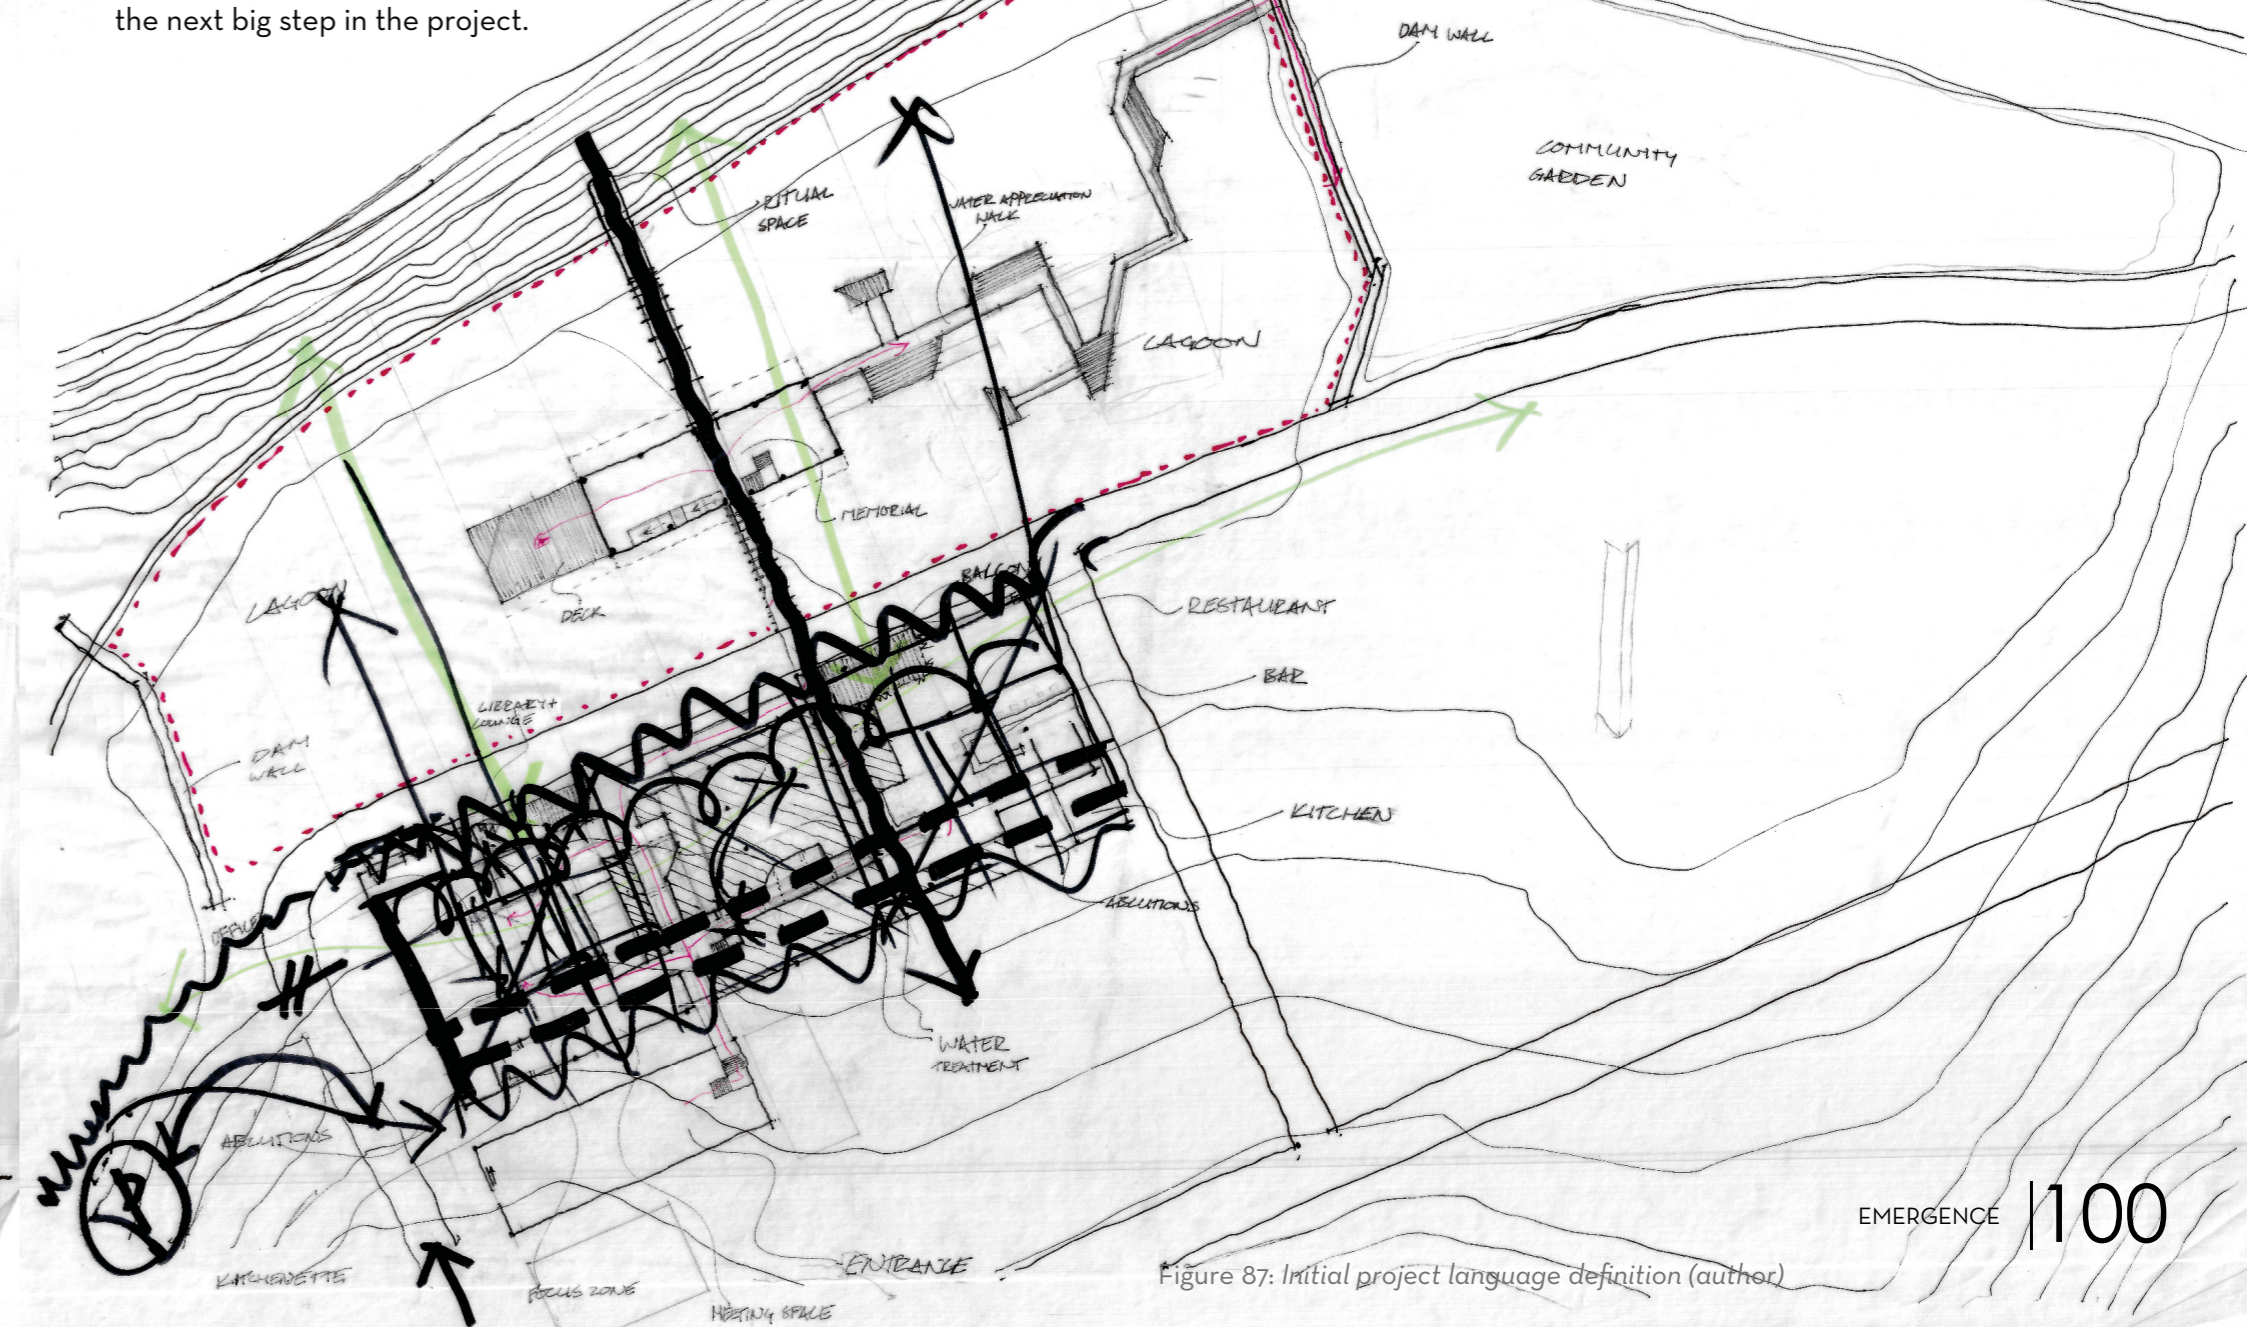 the next big step in the project.
DAM WALL
COMMUNITY
GARDEN
RITUAL
SPACE
WATER APPRECIATION
WALK
LAGOON
MEMORIAL
DECK
BALCONY
LAGOON
RESTAURANT
BAR
LIBRARY +
LOUNGE
DAM
WALL
KITCHEN
ABLUTIONS
OFFICE
WATER
TREATMENT
ABLUTIONS
KITCHENETTE
FOCUS ZONE
ENTRANCE
MEETING SPACE
EMERGENCE |100
Figure 87: Initial project language definition (author)